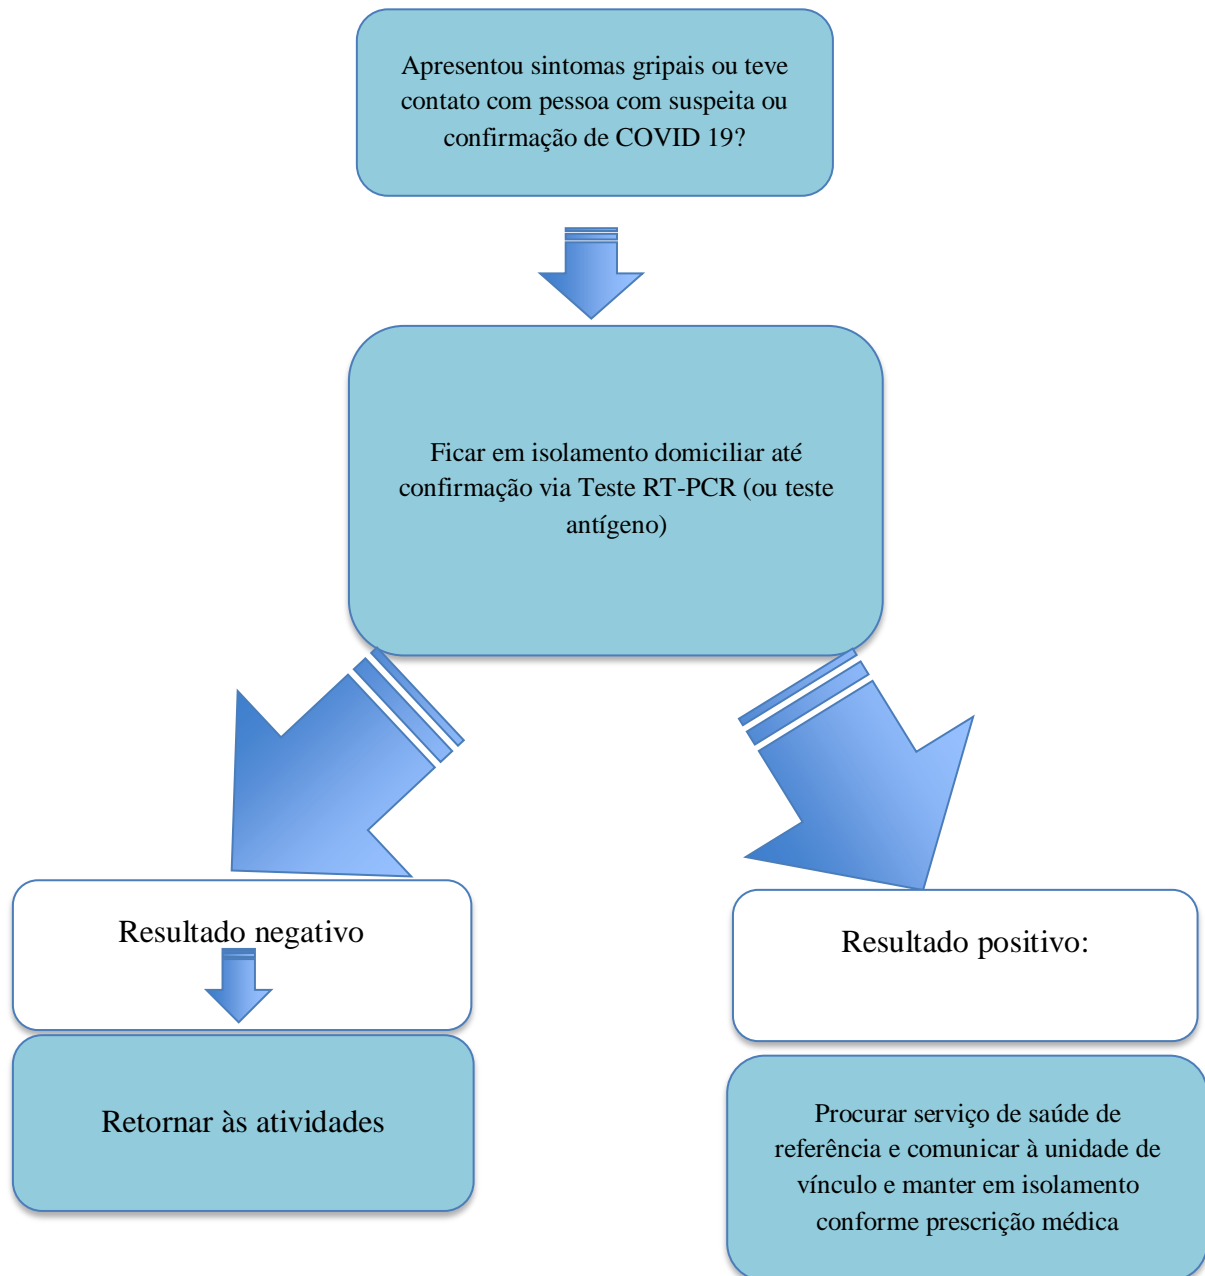 Apresentou sintomas gripais ou teve
contato com pessoa com suspeita ou
confirmação de COVID 19?
Ficar em isolamento domiciliar até
confirmação via Teste RT-PCR (ou teste
antígeno)
Resultado negativo
Retornar às atividades
Resultado positivo:
Procurar serviço de saúde de
referência e comunicar à unidade de
vínculo e manter em isolamento
conforme prescrição médica